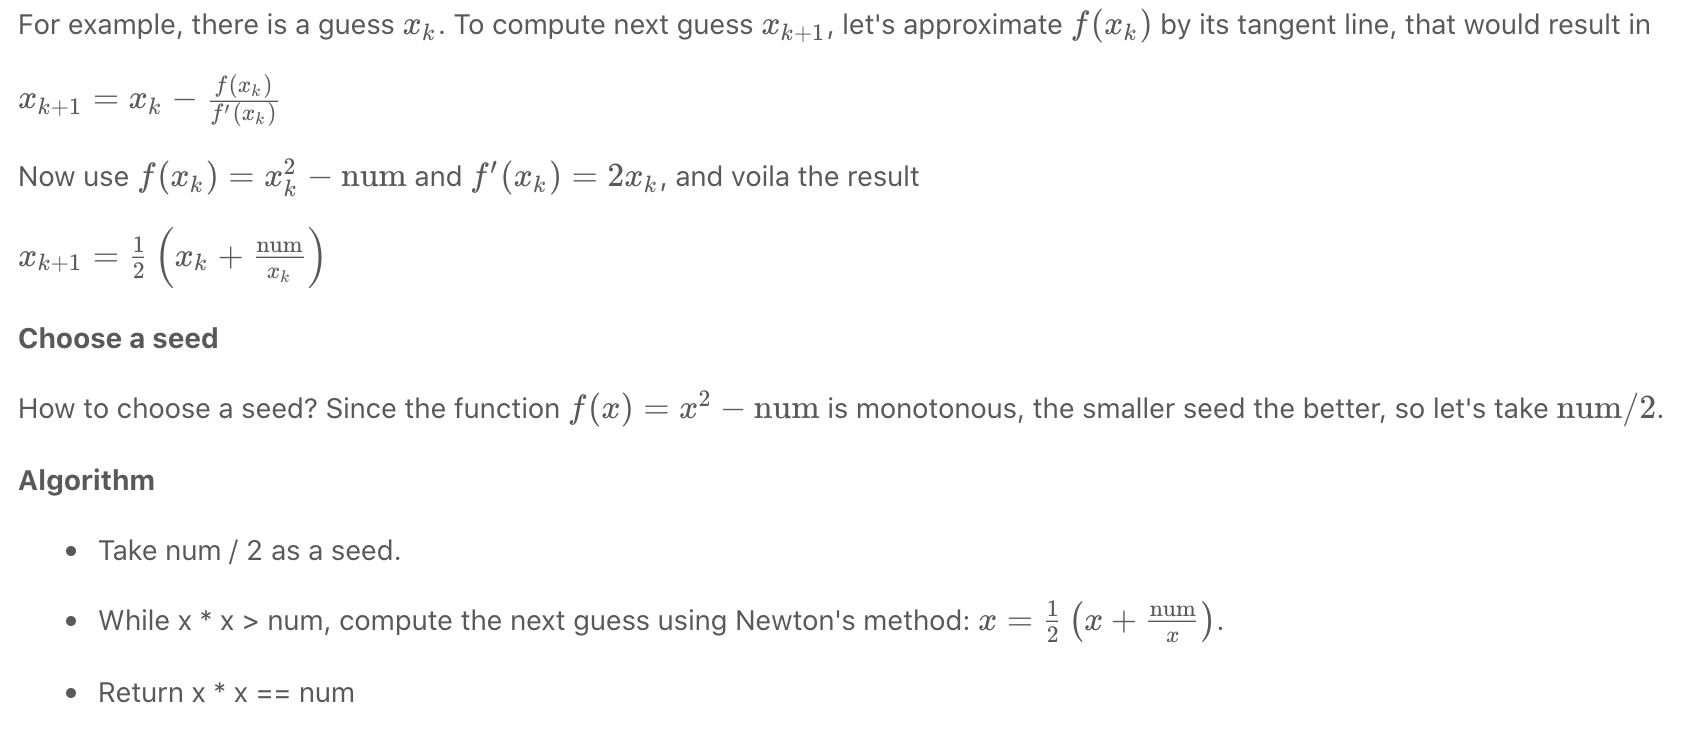 For example, there is a guess $x_k$. To compute next guess $x_{k+1}$, let's approximate $f(x_k)$ by its tangent line, that would result in
$x_{k+1} = x_k - \frac{f(x_k)}{f'(x_k)}$
Now use $f(x_k) = x_k^2 - \text{num}$ and $f'(x_k) = 2x_k$, and voila the result
$x_{k+1} = \frac{1}{2}\left(x_k + \frac{\text{num}}{x_k}\right)$
Choose a seed
How to choose a seed? Since the function $f(x) = x^2 - \text{num}$ is monotonous, the smaller seed the better, so let's take $\text{num}/2$.
Algorithm
• Take num / 2 as a seed.
• While x * x > num, compute the next guess using Newton's method: $x = \frac{1}{2}\left(x + \frac{\text{num}}{x}\right)$.
• Return x * x == num